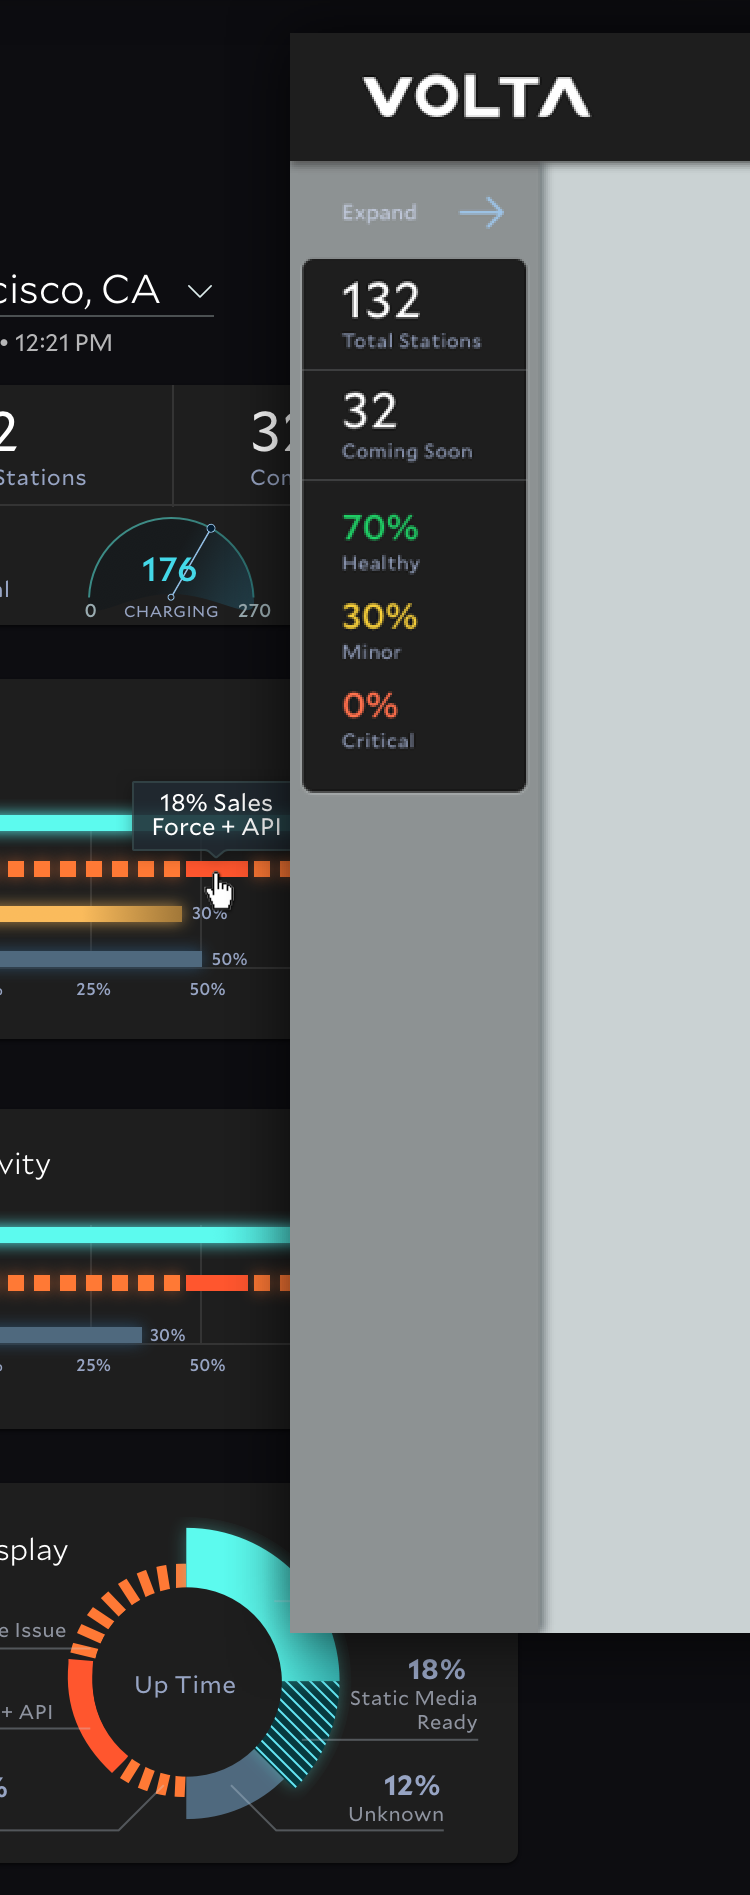 VOLTA
Expand
132
Total Stations
32
Coming Soon
70%
Healthy
30%
Minor
0%
Critical
cisco, CA
• 12:21 PM
2
Stations
32
Con
al
176
0 CHARGING 270
18% Sales
Force + API
30%
50%
25% 50%
vity
30%
25% 50%
splay
e Issue
+ API
%
Up Time
18%
Static Media
Ready
12%
Unknown